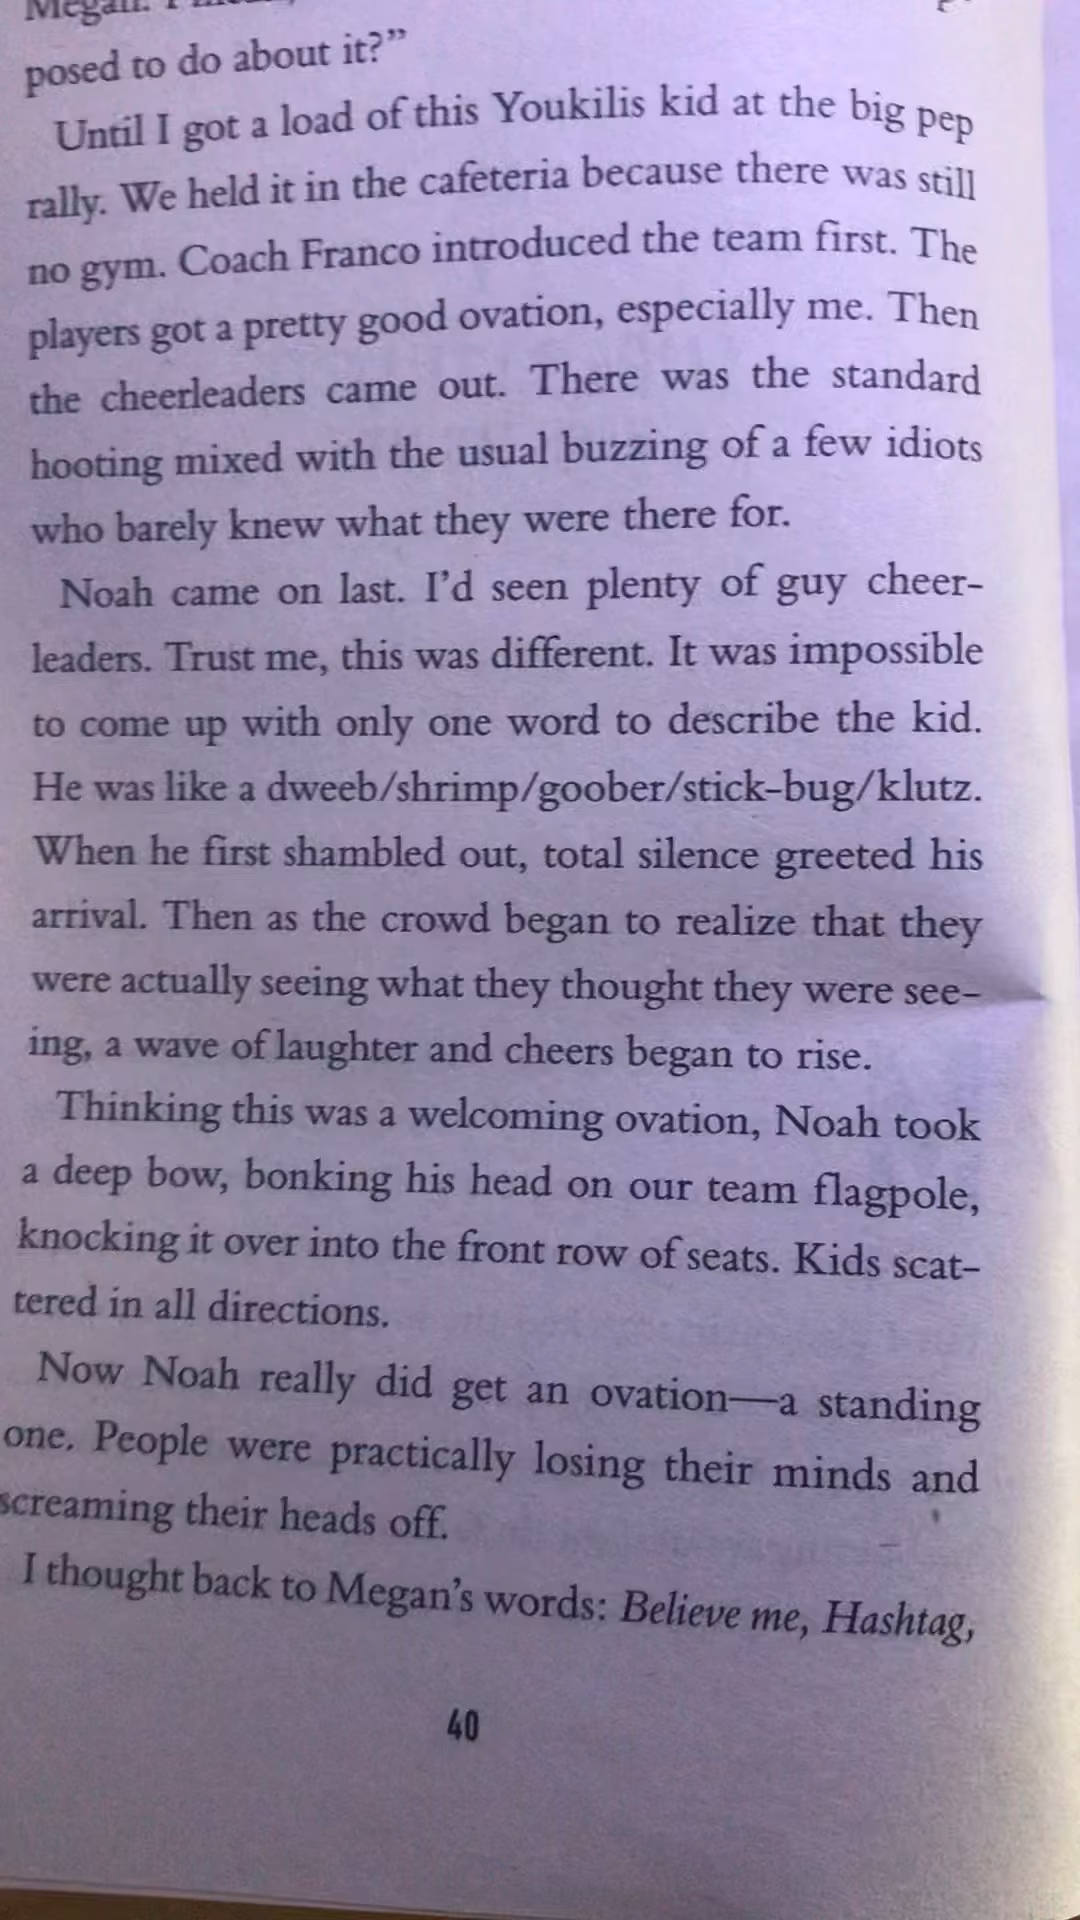 Megan.
posed to do about it?”
Until I got a load of this Youkilis kid at the big pep
rally. We held it in the cafeteria because there was still
no gym. Coach Franco introduced the team first. The
players got a pretty good ovation, especially me. Then
the cheerleaders came out. There was the standard
hooting mixed with the usual buzzing of a few idiots
who barely knew what they were there for.
Noah came on last. I’d seen plenty of guy cheer-
leaders. Trust me, this was different. It was impossible
to come up with only one word to describe the kid.
He was like a dweeb/shrimp/goober/stick-bug/klutz.
When he first shambled out, total silence greeted his
arrival. Then as the crowd began to realize that they
were actually seeing what they thought they were see-
ing, a wave of laughter and cheers began to rise.
Thinking this was a welcoming ovation, Noah took
a deep bow, bonking his head on our team flagpole,
knocking it over into the front row of seats. Kids scat-
tered in all directions.
Now Noah really did get an ovation—a standing
one. People were practically losing their minds and
screaming their heads off.
I thought back to Megan’s words: Believe me, Hashtag,
40